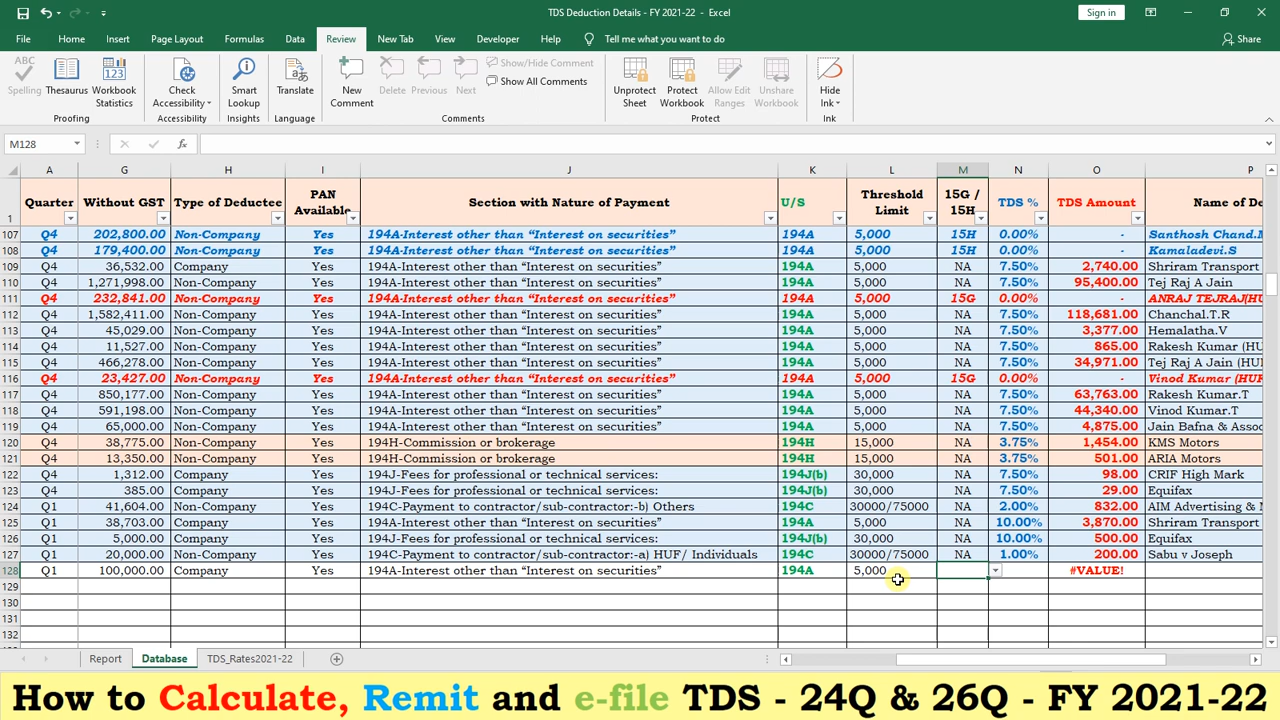 TDS Deduction Details - FY 2021-22 - Excel
Sign in
File Home Insert Page Layout Formulas Data Review New Tab View Developer Help Tell me what you want to do Share
ABC
123
Spelling Thesaurus Workbook Statistics
Check Accessibility
Smart Lookup
Translate
New Comment
Delete Previous Next
Show/Hide Comment
Show All Comments
Unprotect Sheet
Protect Workbook
Allow Edit Ranges
Unshare Workbook
Hide Ink
Proofing Accessibility Insights Language Comments Protect Ink
M128 fx
A G H I J K L M N O P
1 Quarter Without GST Type of Deductee PAN Available Section with Nature of Payment U/S Threshold Limit 15G / 15H TDS % TDS Amount Name of De
107 Q4 202,800.00 Non-Company Yes 194A-Interest other than “Interest on securities” 194A 5,000 15H 0.00% - Santhosh Chand.
108 Q4 179,400.00 Non-Company Yes 194A-Interest other than “Interest on securities” 194A 5,000 15H 0.00% - Kamaladevi.S
109 Q4 36,532.00 Company Yes 194A-Interest other than “Interest on securities” 194A 5,000 NA 7.50% 2,740.00 Shriram Transport
110 Q4 1,271,998.00 Non-Company Yes 194A-Interest other than “Interest on securities” 194A 5,000 NA 7.50% 95,400.00 Tej Raj A Jain
111 Q4 232,841.00 Non-Company Yes 194A-Interest other than “Interest on securities” 194A 5,000 15G 0.00% - ANRAJ TEJRAJ(HU
112 Q4 1,582,411.00 Non-Company Yes 194A-Interest other than “Interest on securities” 194A 5,000 NA 7.50% 118,681.00 Chanchal.T.R
113 Q4 45,029.00 Non-Company Yes 194A-Interest other than “Interest on securities” 194A 5,000 NA 7.50% 3,377.00 Hemalatha.V
114 Q4 11,527.00 Non-Company Yes 194A-Interest other than “Interest on securities” 194A 5,000 NA 7.50% 865.00 Rakesh Kumar (HU
115 Q4 466,278.00 Non-Company Yes 194A-Interest other than “Interest on securities” 194A 5,000 NA 7.50% 34,971.00 Tej Raj A Jain (HU
116 Q4 23,427.00 Non-Company Yes 194A-Interest other than “Interest on securities” 194A 5,000 15G 0.00% - Vinod Kumar (HUF
117 Q4 850,177.00 Non-Company Yes 194A-Interest other than “Interest on securities” 194A 5,000 NA 7.50% 63,763.00 Rakesh Kumar.T
118 Q4 591,198.00 Non-Company Yes 194A-Interest other than “Interest on securities” 194A 5,000 NA 7.50% 44,340.00 Vinod Kumar.T
119 Q4 65,000.00 Non-Company Yes 194A-Interest other than “Interest on securities” 194A 5,000 NA 7.50% 4,875.00 Jain Bafna & Asso
120 Q4 38,775.00 Non-Company Yes 194H-Commission or brokerage 194H 15,000 NA 3.75% 1,454.00 KMS Motors
121 Q4 13,350.00 Non-Company Yes 194H-Commission or brokerage 194H 15,000 NA 3.75% 501.00 ARIA Motors
122 Q4 1,312.00 Company Yes 194J-Fees for professional or technical services: 194J(b) 30,000 NA 7.50% 98.00 CRIF High Mark
123 Q4 385.00 Company Yes 194J-Fees for professional or technical services: 194J(b) 30,000 NA 7.50% 29.00 Equifax
124 Q1 41,604.00 Non-Company Yes 194C-Payment to contractor/sub-contractor:-b) Others 194C 30000/75000 NA 2.00% 832.00 AIM Advertising &
125 Q1 38,703.00 Company Yes 194A-Interest other than “Interest on securities” 194A 5,000 NA 10.00% 3,870.00 Shriram Transport
126 Q1 5,000.00 Company Yes 194J-Fees for professional or technical services: 194J(b) 30,000 NA 10.00% 500.00 Equifax
127 Q1 20,000.00 Non-Company Yes 194C-Payment to contractor/sub-contractor:-a) HUF/ Individuals 194C 30000/75000 NA 1.00% 200.00 Sabu v Joseph
128 Q1 100,000.00 Company Yes 194A-Interest other than “Interest on securities” 194A 5,000 #VALUE!
129
130
131
132
Report Database TDS_Rates2021-22
How to Calculate, Remit and e-file TDS - 24Q & 26Q - FY 2021-22